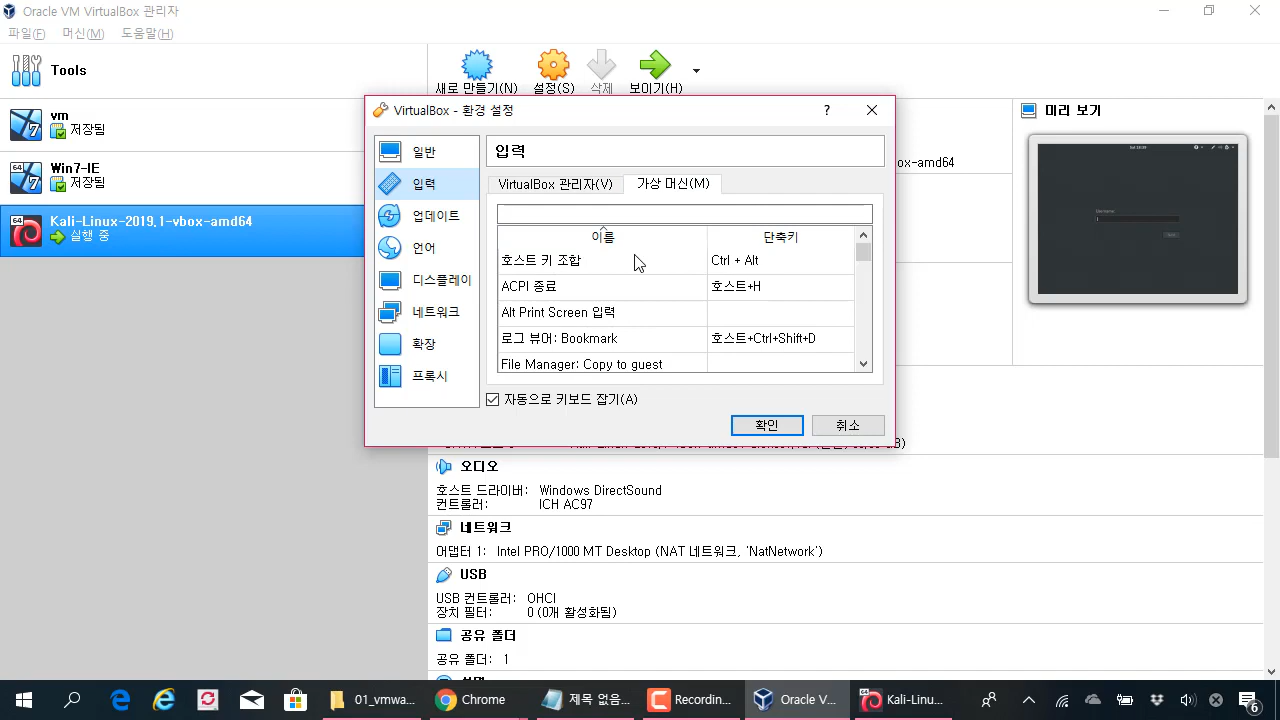 Oracle VM VirtualBox 관리자
파일(F) 머신(M) 도움말(H)
Tools
새로 만들기(N) 설정(S) 삭제 보이기(H)
vm
저장됨
Win7-IE
저장됨
Kali-Linux-2019.1-vbox-amd64
실행 중
미리 보기
ox-amd64
VirtualBox - 환경 설정
일반
입력
업데이트
언어
디스플레이
네트워크
확장
프록시
입력
VirtualBox 관리자(V) 가상 머신(M)
이름 단축키
호스트 키 조합 Ctrl + Alt
ACPI 종료 호스트+H
Alt Print Screen 입력
로그 뷰어: Bookmark 호스트+Ctrl+Shift+D
File Manager: Copy to guest
자동으로 키보드 잡기(A)
확인 취소
오디오
호스트 드라이버: Windows DirectSound
컨트롤러: ICH AC97
네트워크
어댑터 1: Intel PRO/1000 MT Desktop (NAT 네트워크, 'NatNetwork')
USB
USB 컨트롤러: OHCI
장치 필터: 0 (0개 활성화됨)
공유 폴더
공유 폴더: 1
01_vmwa... Chrome 제목 없음... Recordin... Oracle V... Kali-Linu... 6